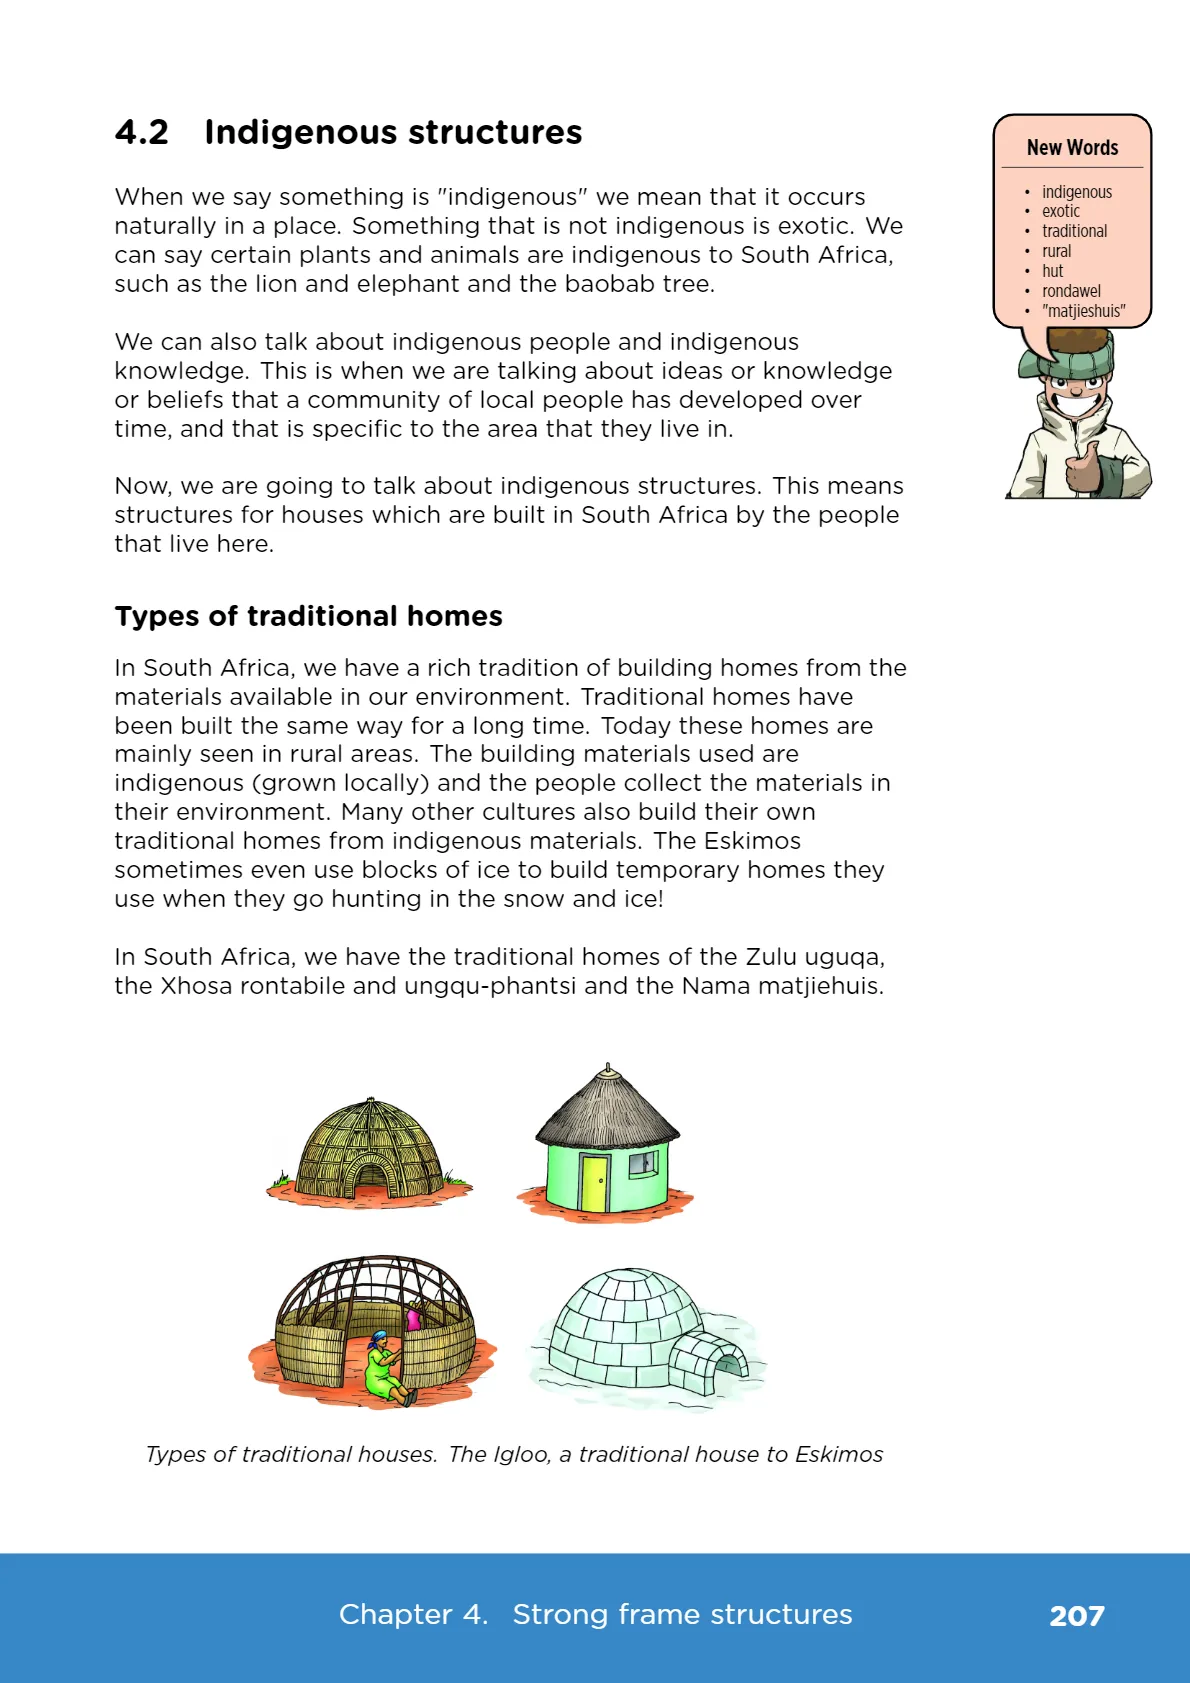 4.2 Indigenous structures
When we say something is "indigenous" we mean that it occurs
naturally in a place. Something that is not indigenous is exotic. We
can say certain plants and animals are indigenous to South Africa,
such as the lion and elephant and the baobab tree.
We can also talk about indigenous people and indigenous
knowledge. This is when we are talking about ideas or knowledge
or beliefs that a community of local people has developed over
time, and that is specific to the area that they live in.
Now, we are going to talk about indigenous structures. This means
structures for houses which are built in South Africa by the people
that live here.
New Words
• indigenous
• exotic
• traditional
• rural
• hut
• rondawel
• "matjieshuis"
Types of traditional homes
In South Africa, we have a rich tradition of building homes from the
materials available in our environment. Traditional homes have
been built the same way for a long time. Today these homes are
mainly seen in rural areas. The building materials used are
indigenous (grown locally) and the people collect the materials in
their environment. Many other cultures also build their own
traditional homes from indigenous materials. The Eskimos
sometimes even use blocks of ice to build temporary homes they
use when they go hunting in the snow and ice!
In South Africa, we have the traditional homes of the Zulu uguqa,
the Xhosa rontabile and ungqu-phantsi and the Nama matjiehuis.
Types of traditional houses. The Igloo, a traditional house to Eskimos
Chapter 4. Strong frame structures
207